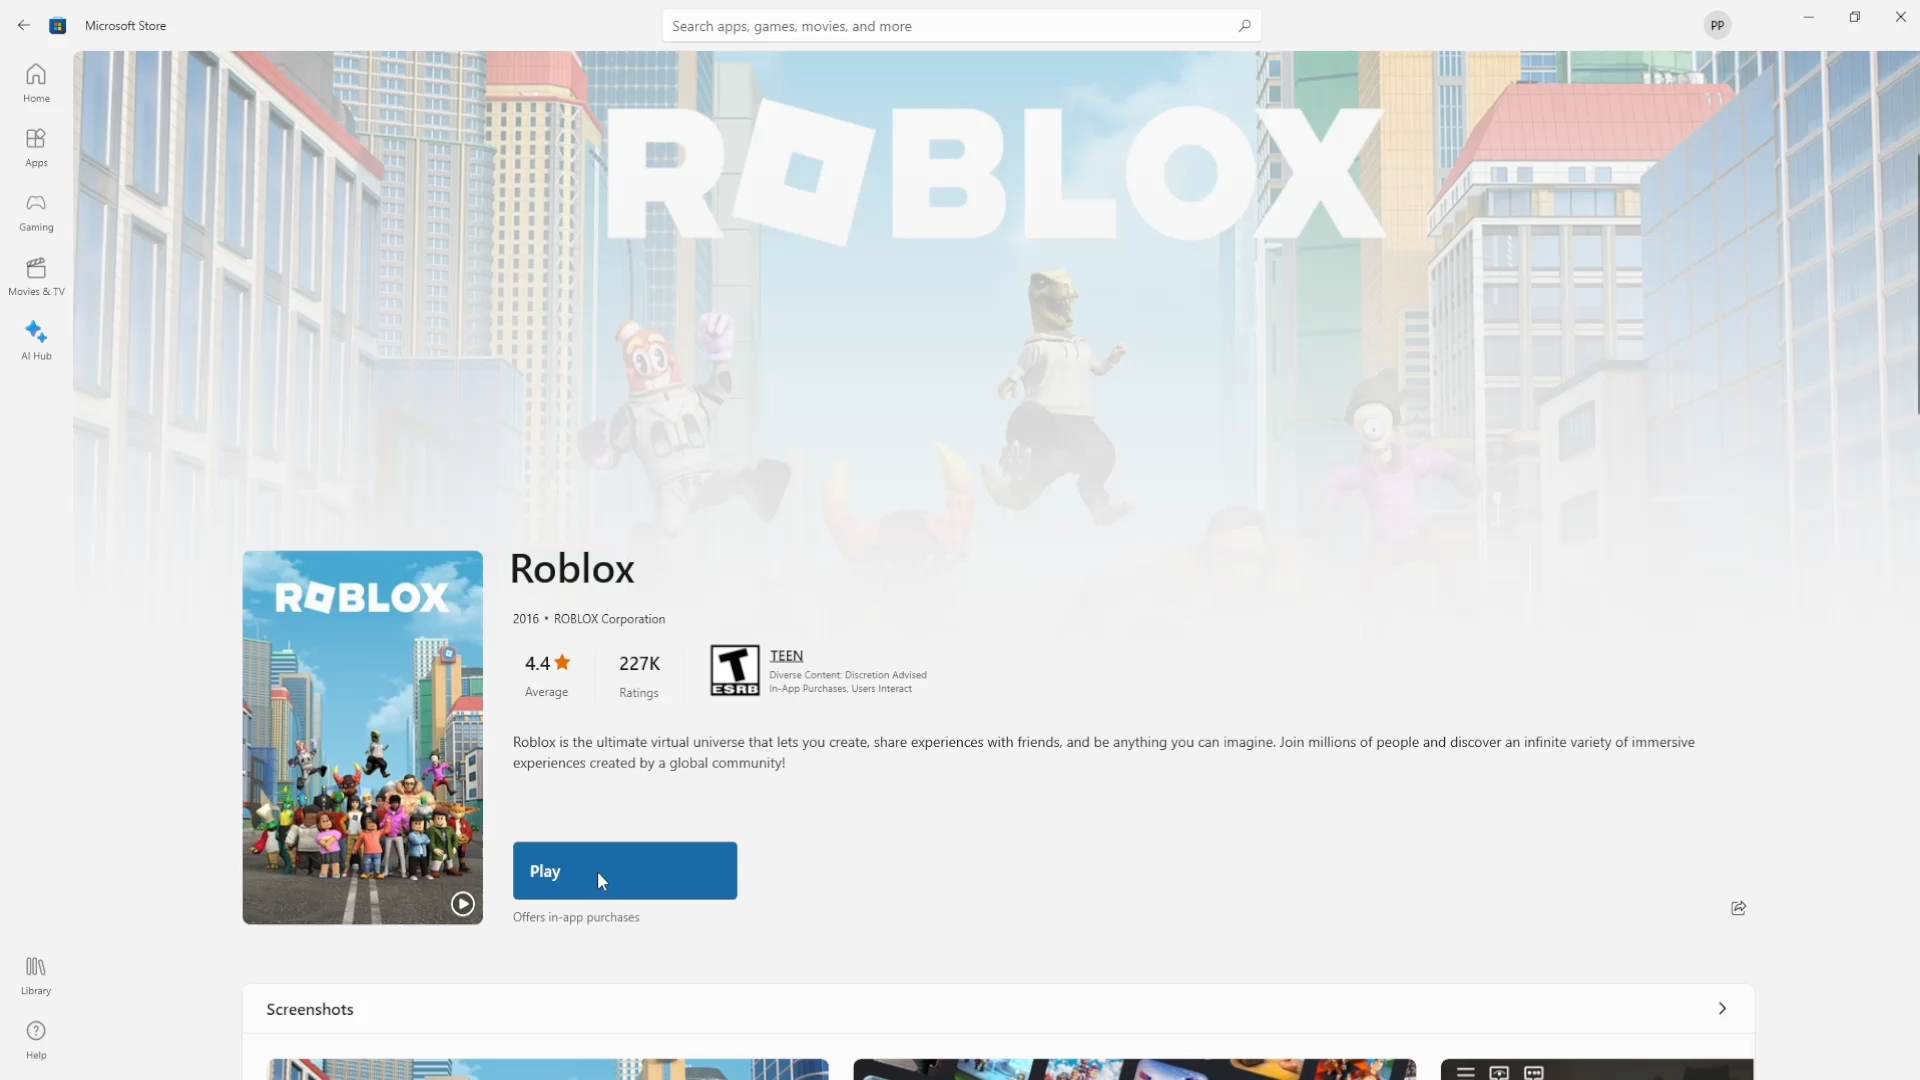 Microsoft Store
Search apps, games, movies, and more
PP
Home
Apps
Gaming
Movies & TV
AI Hub
ROBLOX
ROBLOX
Roblox
2016 • ROBLOX Corporation
4.4
Average
227K
Ratings
T
ESRB
TEEN
Diverse Content: Discretion Advised
In-App Purchases, Users Interact
Roblox is the ultimate virtual universe that lets you create, share experiences with friends, and be anything you can imagine. Join millions of people and discover an infinite variety of immersive
experiences created by a global community!
Play
Offers in-app purchases
Library
Help
Screenshots